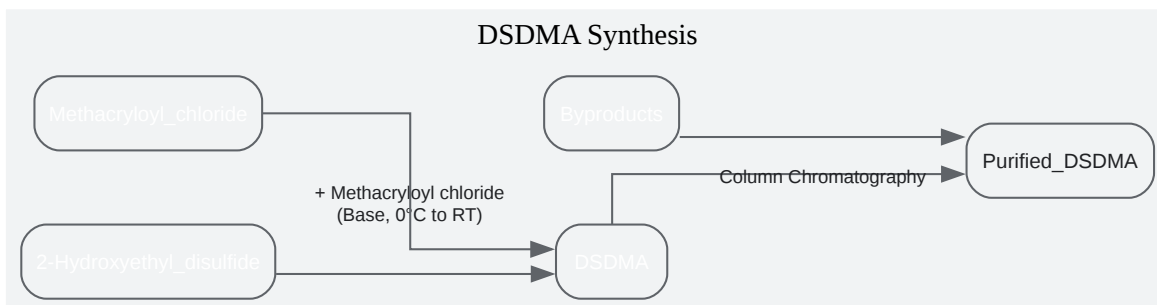 DSDMA Synthesis
Methacryloyl_chloride
Byproducts
Purified_DSDMA
Column Chromatography
+ Methacryloyl chloride
(Base, 0°C to RT)
2-Hydroxyethyl_disulfide
DSDMA